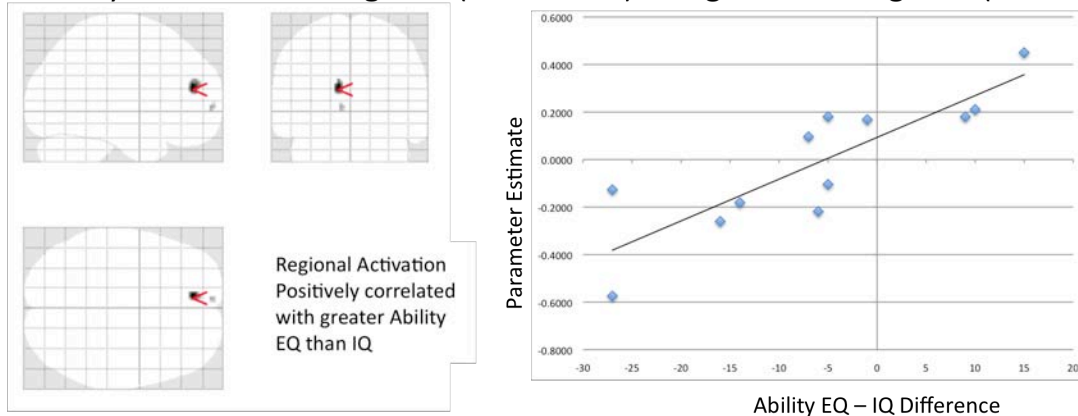 Regional Activation
Positively correlated
with greater Ability
EQ than IQ
Parameter Estimate
0.6000
0.4000
0.2000
0.0000
-0.2000
-0.4000
-0.6000
-0.8000
-30 -25 -20 -15 -10 -5 0 5 10 15 20
Ability EQ – IQ Difference